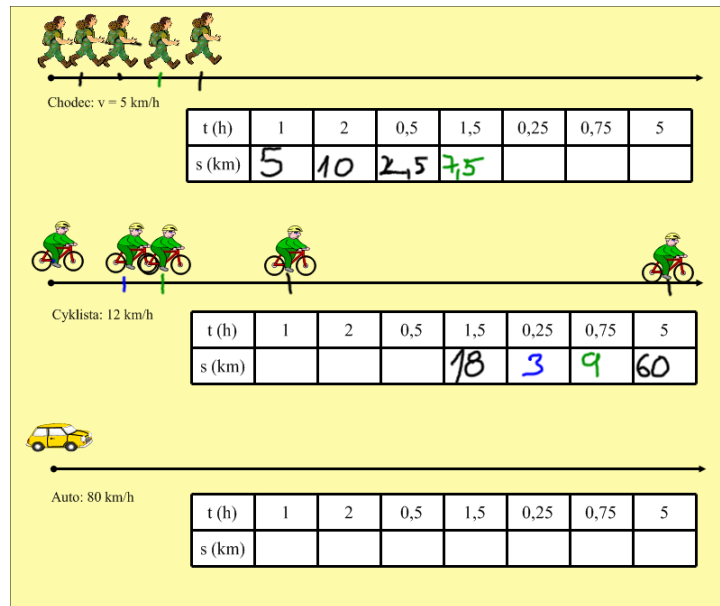 Chodec: v = 5 km/h
t (h) 1 2 0,5 1,5 0,25 0,75 5
s (km) 5 10 2,5 7,5
Cyklista: 12 km/h
t (h) 1 2 0,5 1,5 0,25 0,75 5
s (km) 18 3 9 60
Auto: 80 km/h
t (h) 1 2 0,5 1,5 0,25 0,75 5
s (km)